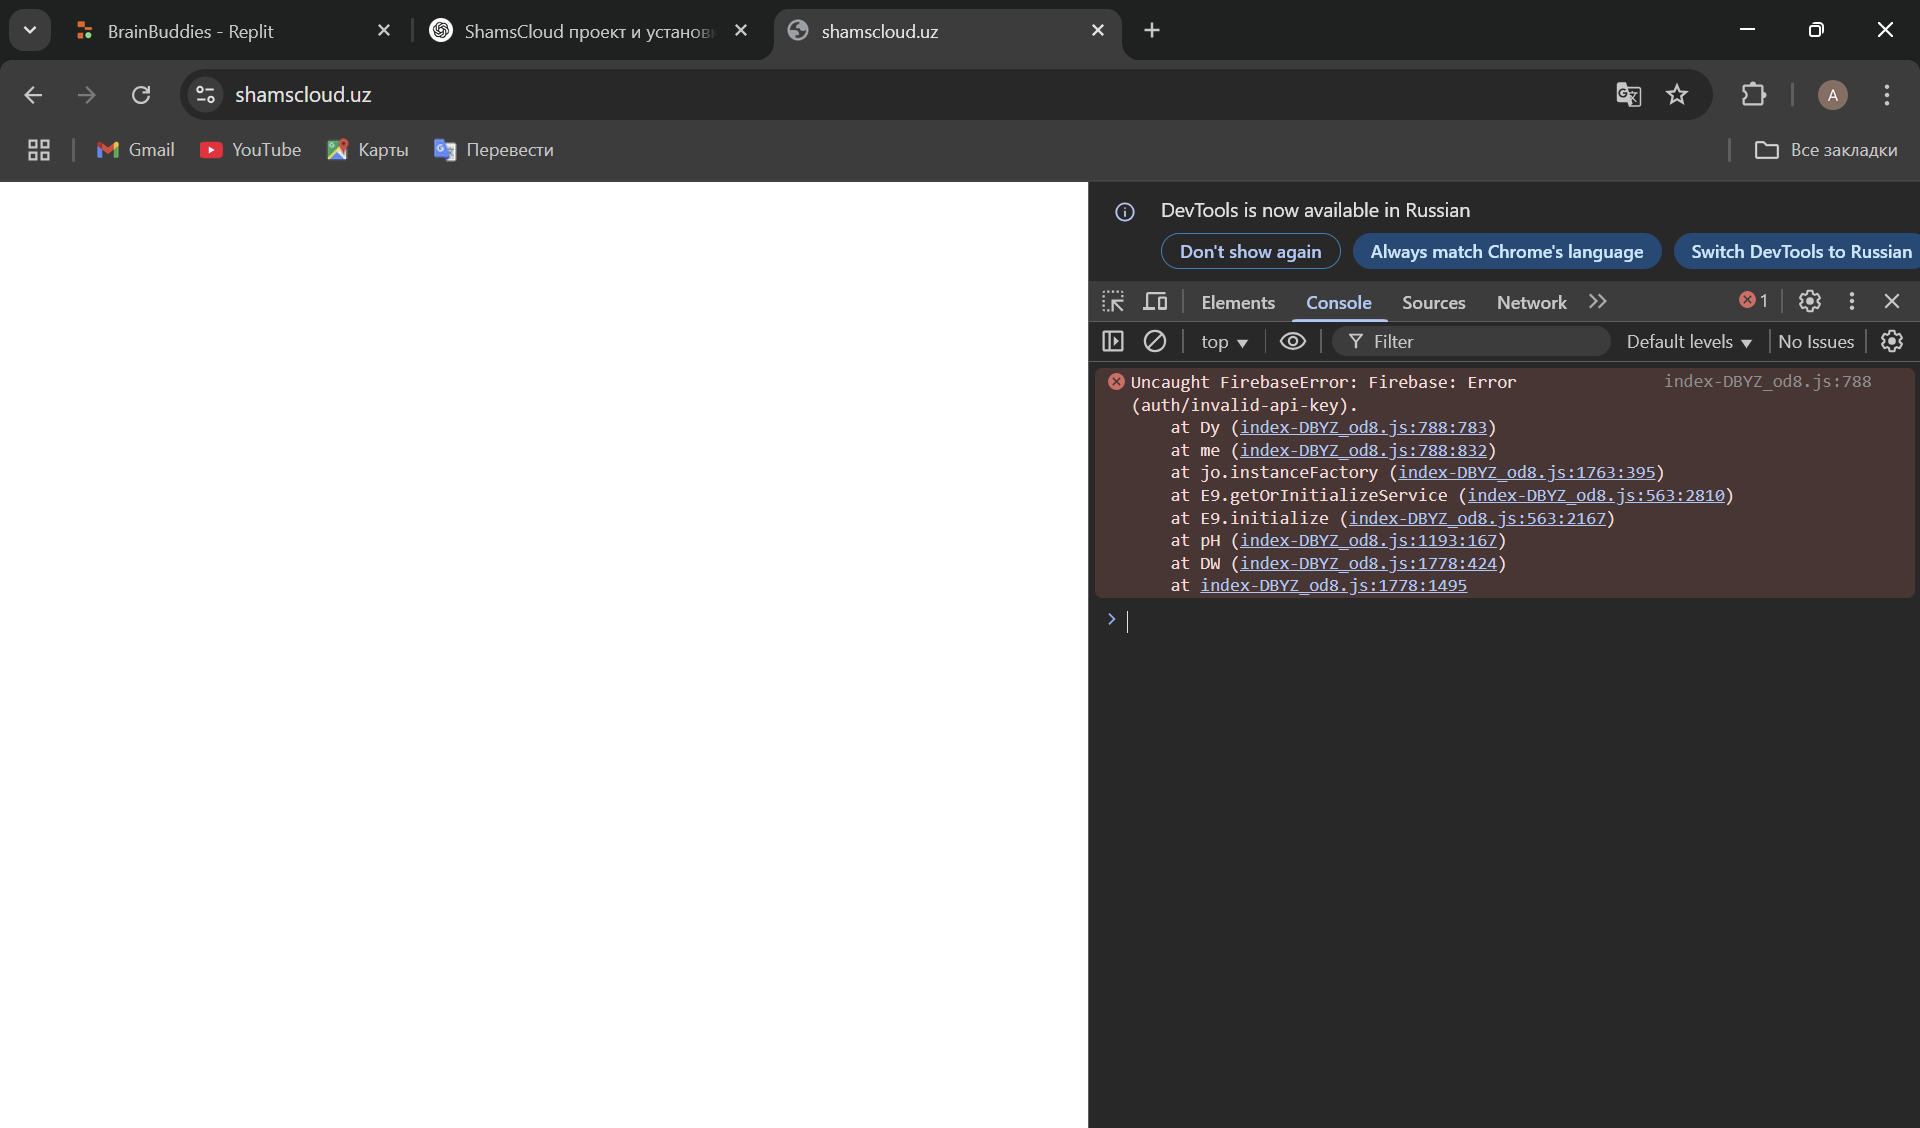 BrainBuddies - Replit
ShamsCloud проект и установ
shamscloud.uz
shamscloud.uz
A
Gmail
YouTube
Карты
Перевести
Все закладки
DevTools is now available in Russian
Don't show again
Always match Chrome's language
Switch DevTools to Russian
Elements
Console
Sources
Network
1
top
Filter
Default levels
No Issues
Uncaught FirebaseError: Firebase: Error index-DBYZ_od8.js:788
(auth/invalid-api-key).
at Dy (index-DBYZ_od8.js:788:783)
at me (index-DBYZ_od8.js:788:832)
at jo.instanceFactory (index-DBYZ_od8.js:1763:395)
at E9.getOrInitializeService (index-DBYZ_od8.js:563:2810)
at E9.initialize (index-DBYZ_od8.js:563:2167)
at pH (index-DBYZ_od8.js:1193:167)
at DW (index-DBYZ_od8.js:1778:424)
at index-DBYZ_od8.js:1778:1495